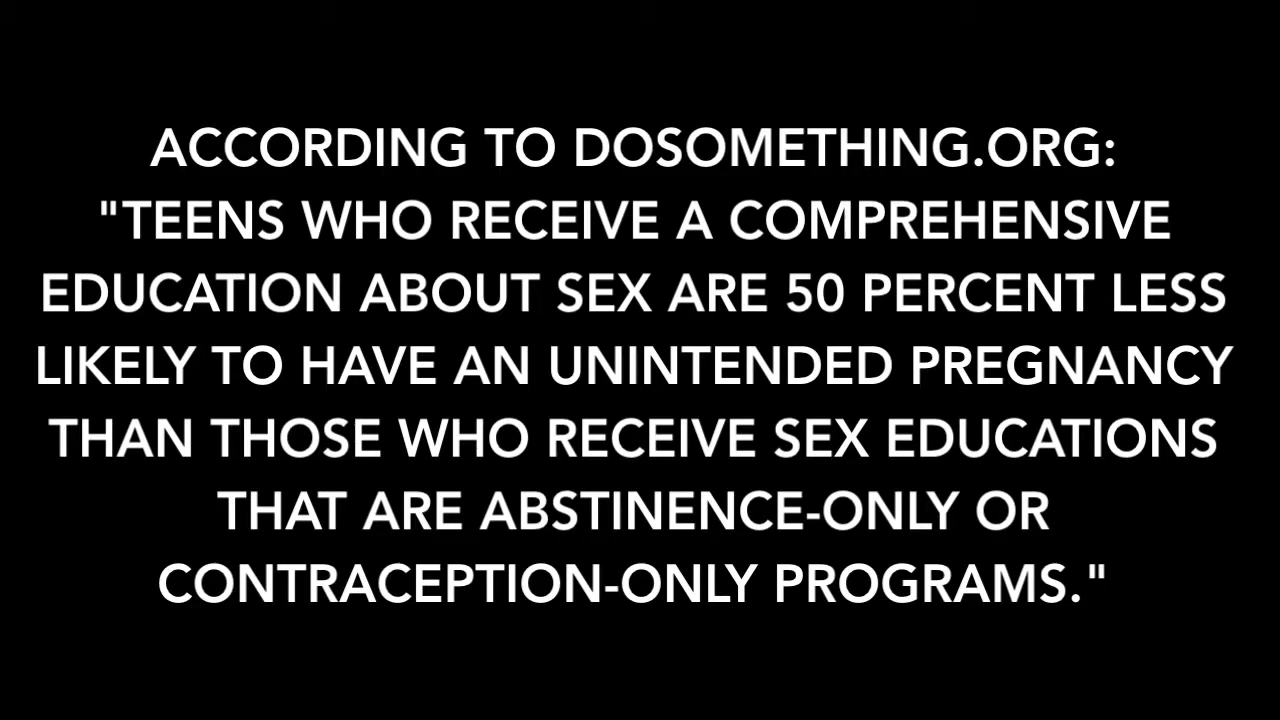 ACCORDING TO DOSOMETHING.ORG:
"TEENS WHO RECEIVE A COMPREHENSIVE
EDUCATION ABOUT SEX ARE 50 PERCENT LESS
LIKELY TO HAVE AN UNINTENDED PREGNANCY
THAN THOSE WHO RECEIVE SEX EDUCATIONS
THAT ARE ABSTINENCE-ONLY OR
CONTRACEPTION-ONLY PROGRAMS."